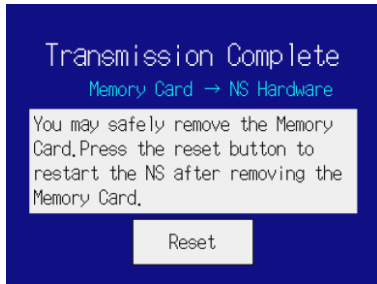 Transmission Complete
Memory Card → NS Hardware
You may safely remove the Memory
Card.Press the reset button to
restart the NS after removing the
Memory Card.
Reset